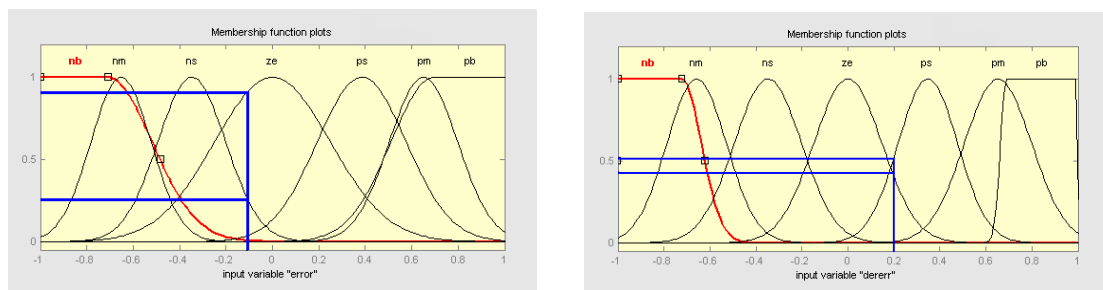 Membership function plots
nb nm ns ze ps pm pb
1
0.5
0
-1 -0.8 -0.6 -0.4 -0.2 0 0.2 0.4 0.6 0.8 1
input variable "error"
Membership function plots
nb nm ns ze ps pm pb
1
0.5
0
-1 -0.8 -0.6 -0.4 -0.2 0 0.2 0.4 0.6 0.8 1
input variable "dererr"